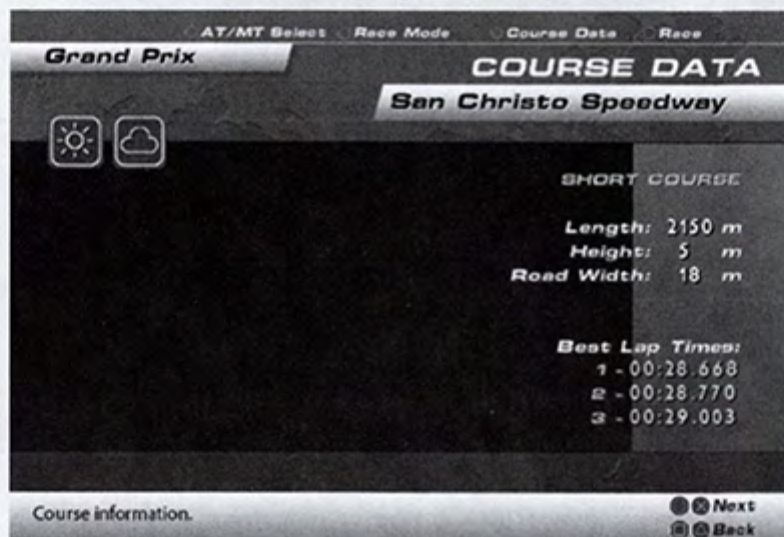 AT/MT Select Race Mode Course Data Race
Grand Prix
COURSE DATA
San Christo Speedway
SHORT COURSE
Length: 2150 m
Height: 5 m
Road Width: 18 m
Best Lap Times:
1 - 00:28.668
2 - 00:28.770
3 - 00:29.003
Course information.
Next
Back